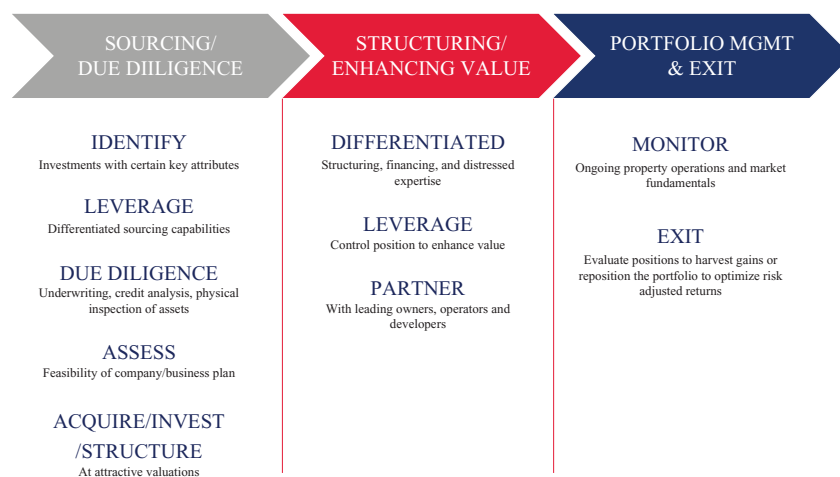 SOURCING/
DUE DIILIGENCE
STRUCTURING/
ENHANCING VALUE
PORTFOLIO MGMT
& EXIT
IDENTIFY
Investments with certain key attributes
LEVERAGE
Differentiated sourcing capabilities
DUE DILIGENCE
Underwriting, credit analysis, physical
inspection of assets
ASSESS
Feasibility of company/business plan
ACQUIRE/INVEST
/STRUCTURE
At attractive valuations
DIFFERENTIATED
Structuring, financing, and distressed
expertise
LEVERAGE
Control position to enhance value
PARTNER
With leading owners, operators and
developers
MONITOR
Ongoing property operations and market
fundamentals
EXIT
Evaluate positions to harvest gains or
reposition the portfolio to optimize risk
adjusted returns